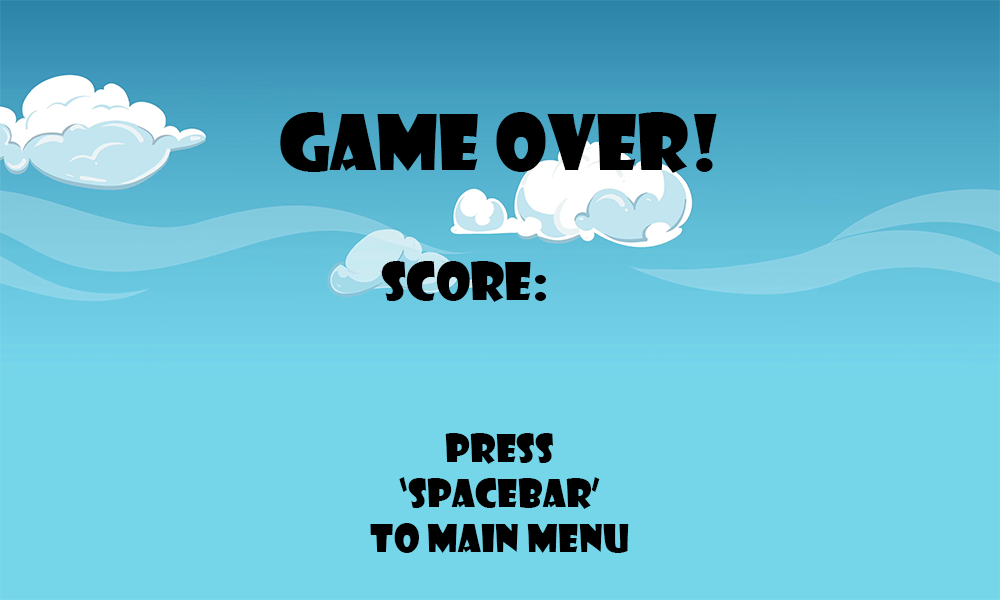 GAME OVER!
SCORE:
PRESS
‘SPACEBAR’
TO MAIN MENU